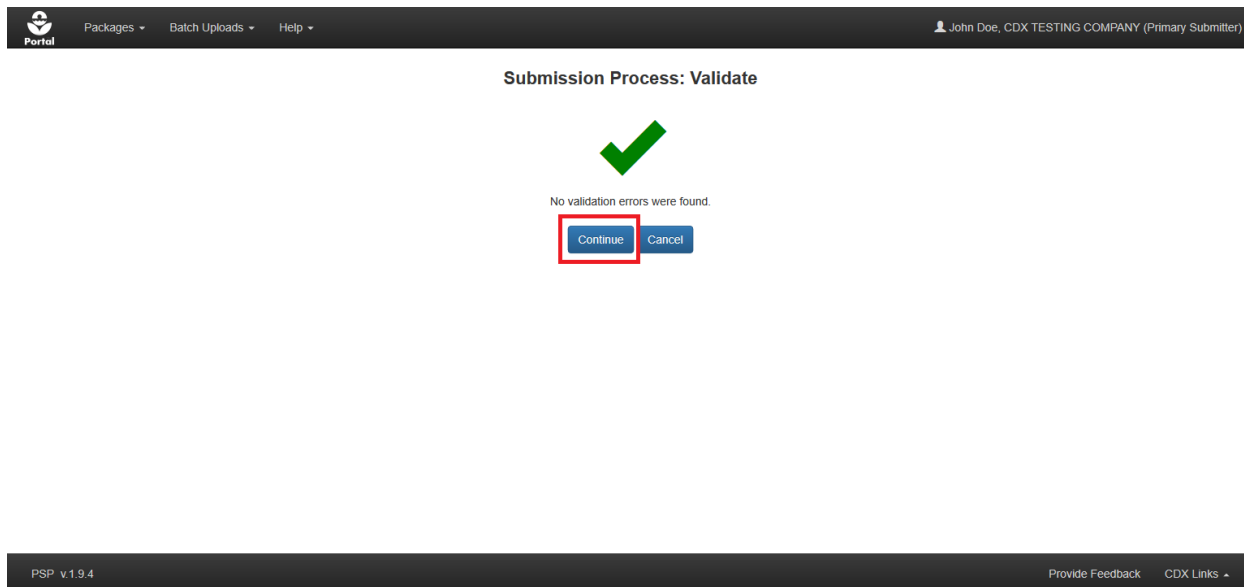 Portal
Packages
Batch Uploads
Help
John Doe, CDX TESTING COMPANY (Primary Submitter)
Submission Process: Validate
No validation errors were found.
Continue
Cancel
PSP v.1.9.4
Provide Feedback
CDX Links